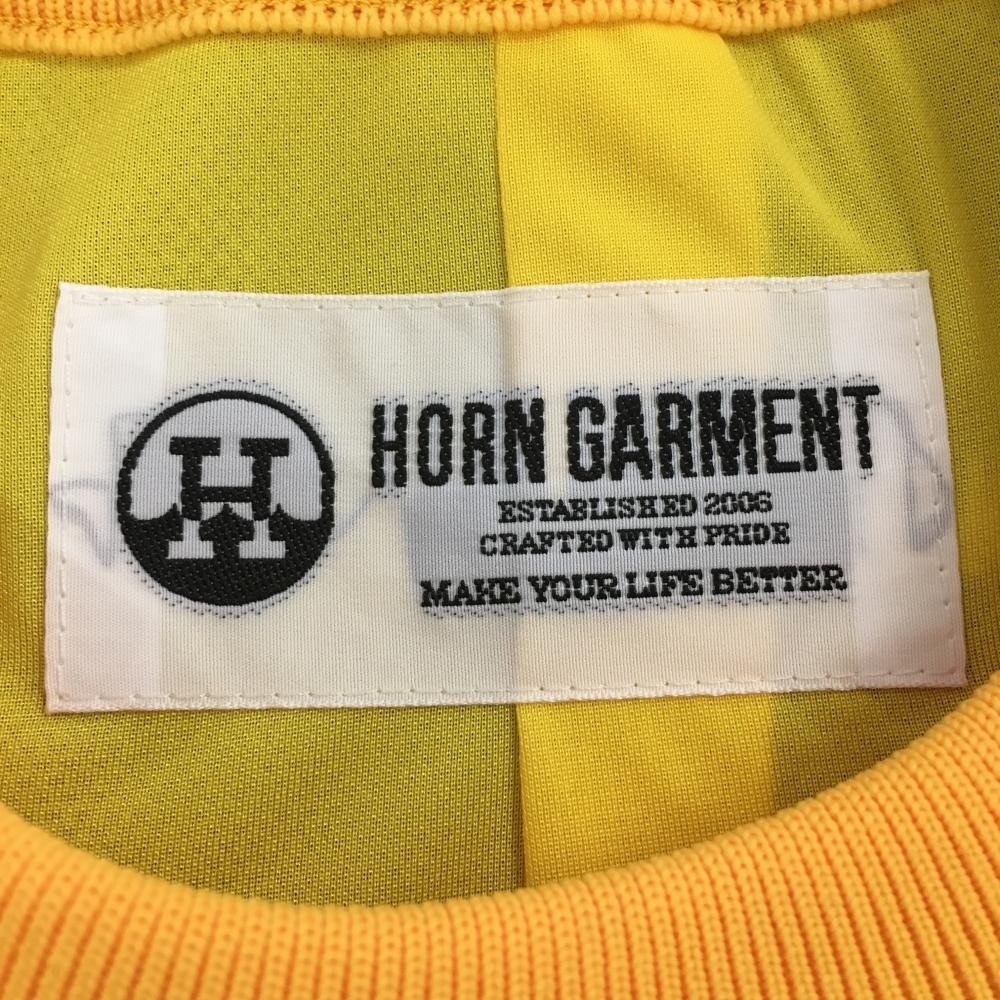 H
HORN GARMENT
ESTABLISHED 2006
CRAFTED WITH PRIDE
MAKE YOUR LIFE BETTER